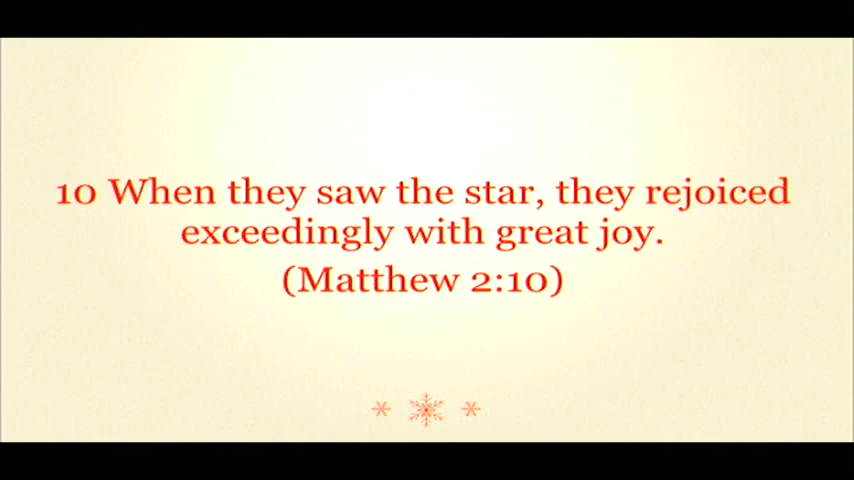 10 When they saw the star, they rejoiced
exceedingly with great joy.
(Matthew 2:10)